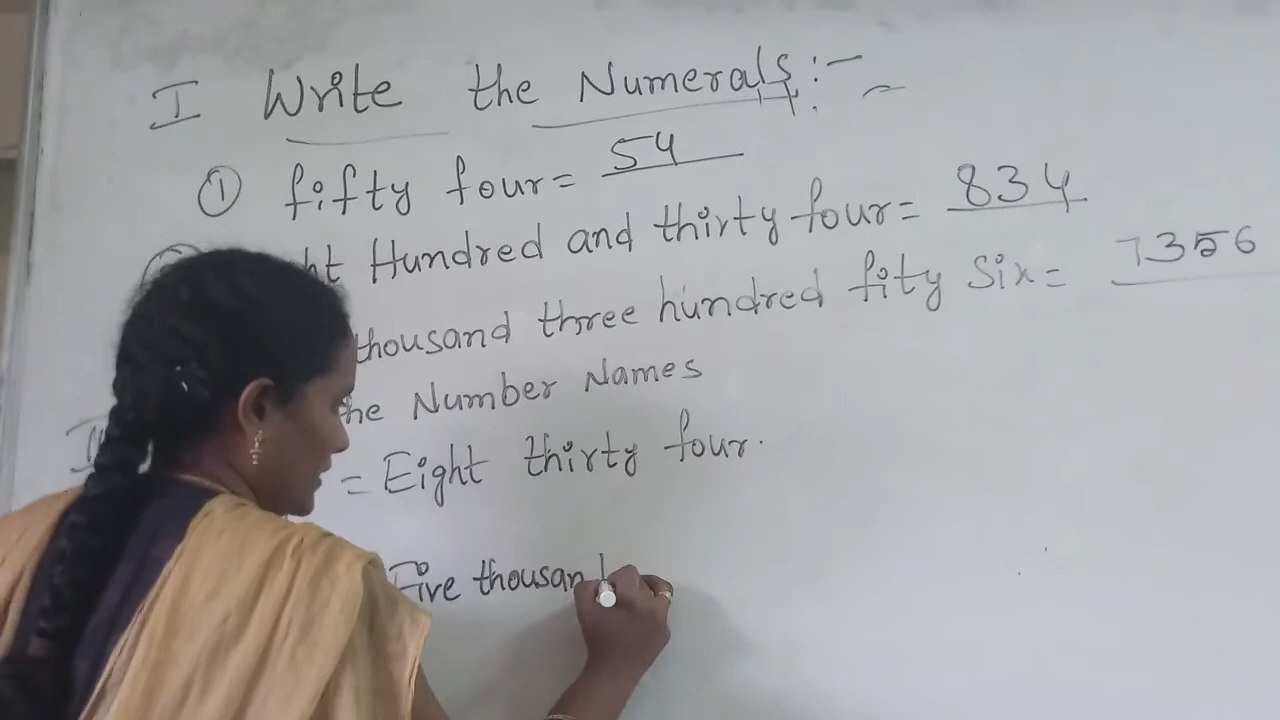 I Write the Numerals :-
① fifty four = 54
ht Hundred and thirty four = 834
thousand three hundred fity Six = 7356
he Number Names
= Eight thirty four.
Five thousan